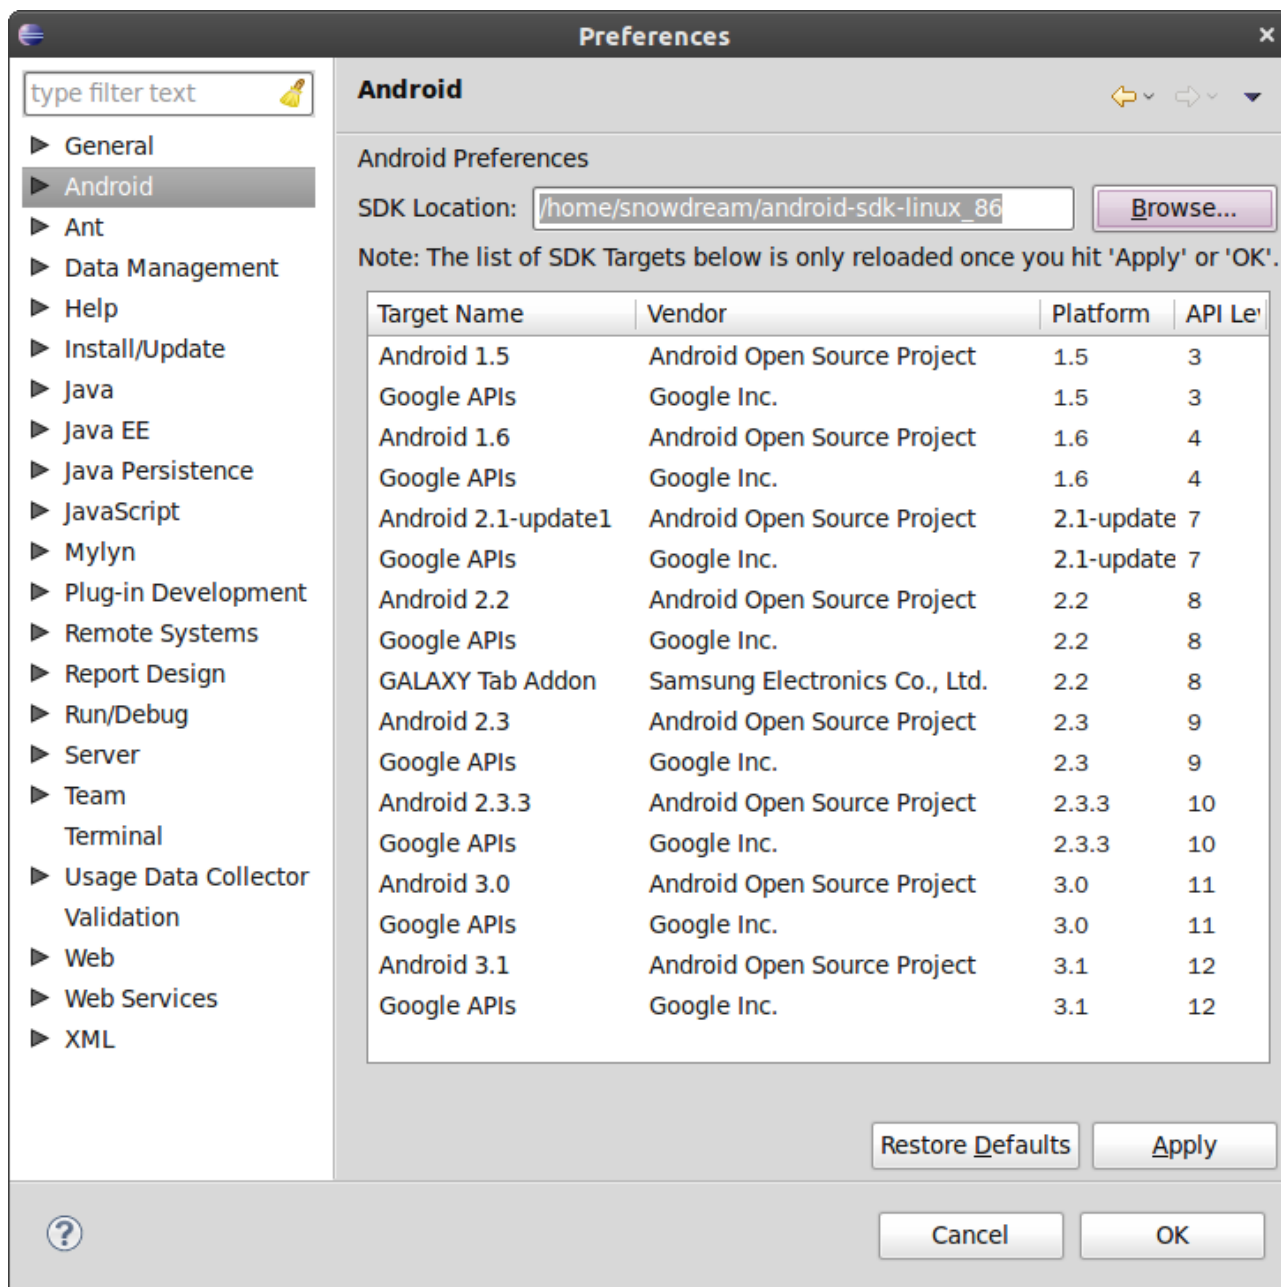 Preferences
type filter text
General
Android
Ant
Data Management
Help
Install/Update
Java
Java EE
Java Persistence
JavaScript
Mylyn
Plug-in Development
Remote Systems
Report Design
Run/Debug
Server
Team
Terminal
Usage Data Collector
Validation
Web
Web Services
XML
Android
Android Preferences
SDK Location: /home/snowdream/android-sdk-linux_86 Browse...
Note: The list of SDK Targets below is only reloaded once you hit 'Apply' or 'OK'.
Target Name Vendor Platform API Le
Android 1.5 Android Open Source Project 1.5 3
Google APIs Google Inc. 1.5 3
Android 1.6 Android Open Source Project 1.6 4
Google APIs Google Inc. 1.6 4
Android 2.1-update1 Android Open Source Project 2.1-update 7
Google APIs Google Inc. 2.1-update 7
Android 2.2 Android Open Source Project 2.2 8
Google APIs Google Inc. 2.2 8
GALAXY Tab Addon Samsung Electronics Co., Ltd. 2.2 8
Android 2.3 Android Open Source Project 2.3 9
Google APIs Google Inc. 2.3 9
Android 2.3.3 Android Open Source Project 2.3.3 10
Google APIs Google Inc. 2.3.3 10
Android 3.0 Android Open Source Project 3.0 11
Google APIs Google Inc. 3.0 11
Android 3.1 Android Open Source Project 3.1 12
Google APIs Google Inc. 3.1 12
Restore Defaults Apply
? Cancel OK